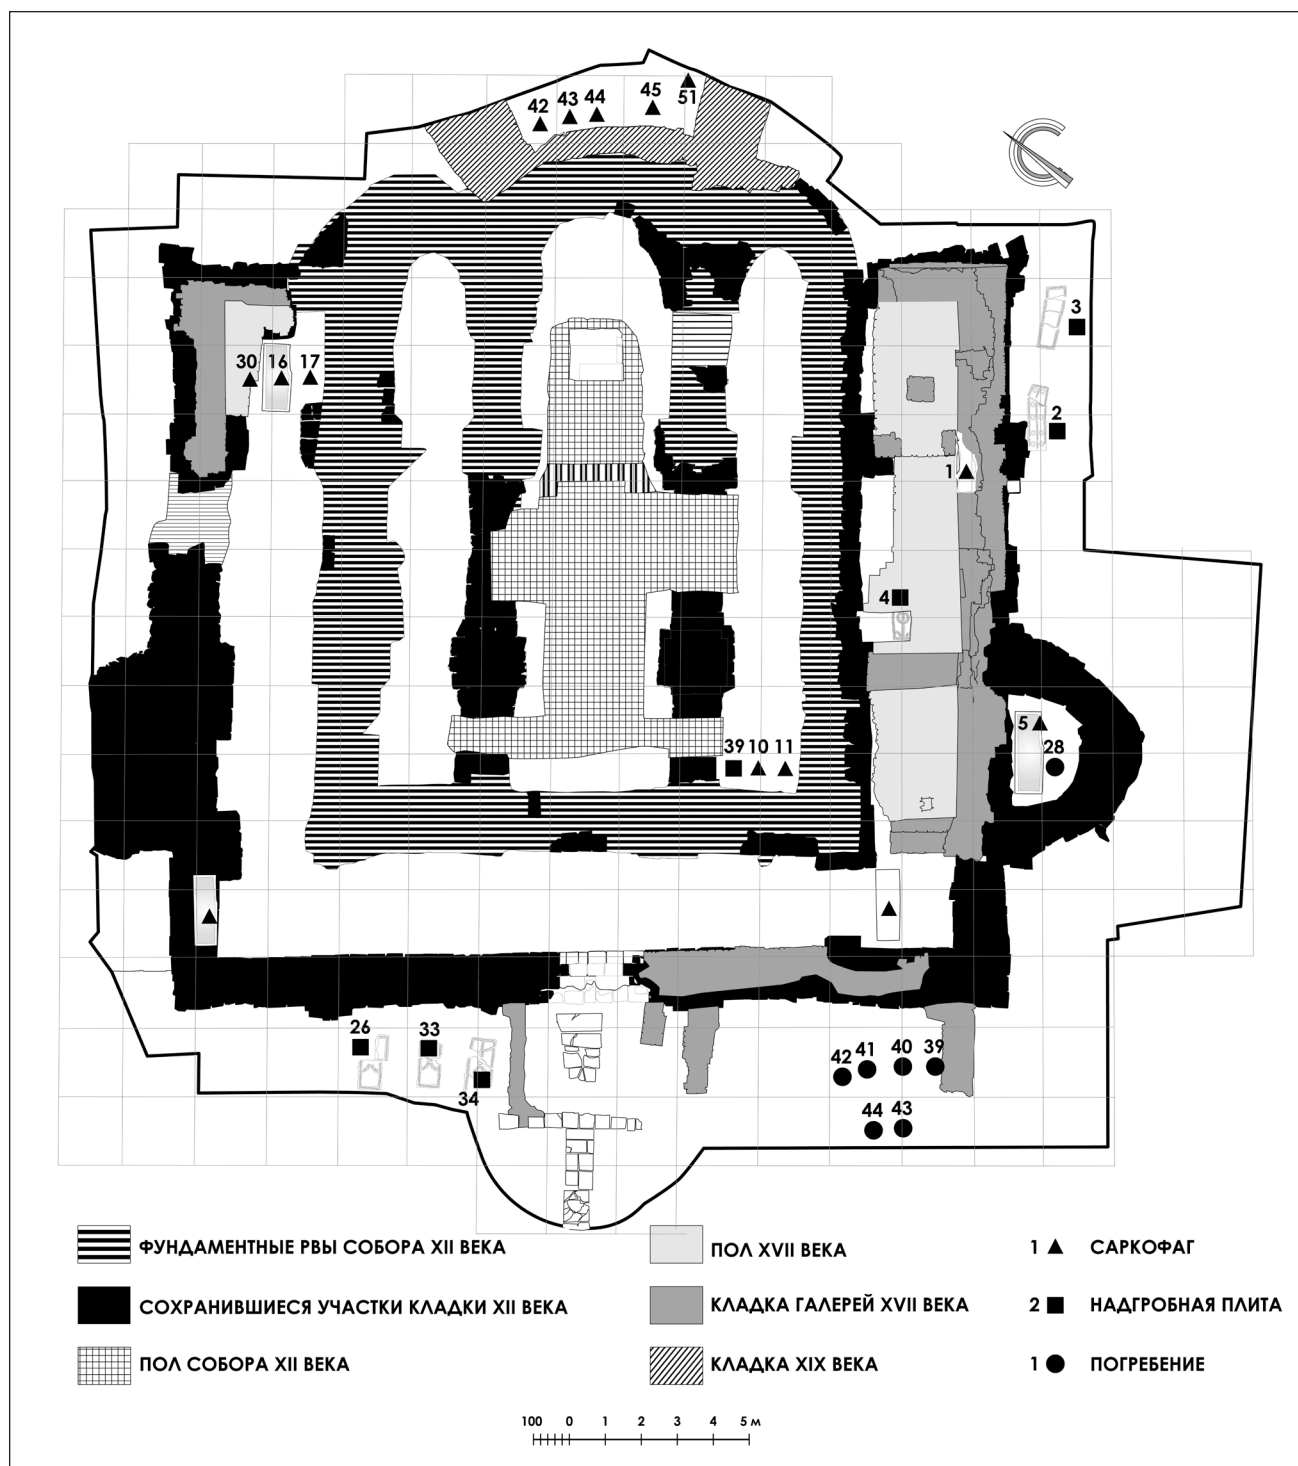 42 43 44 45 51
3
30 16 17
2
1
4
5
28
39 10 11
26 33
34
42 41 40 39
44 43
ФУНДАМЕНТНЫЕ РВЫ СОБОРА XII ВЕКА
СОХРАНИВШИЕСЯ УЧАСТКИ КЛАДКИ XII ВЕКА
ПОЛ СОБОРА XII ВЕКА
ПОЛ XVII ВЕКА
КЛАДКА ГАЛЕРЕЙ XVII ВЕКА
КЛАДКА XIX ВЕКА
1 САРКОФАГ
2 НАДГРОБНАЯ ПЛИТА
1 ПОГРЕБЕНИЕ
100 0 1 2 3 4 5 м